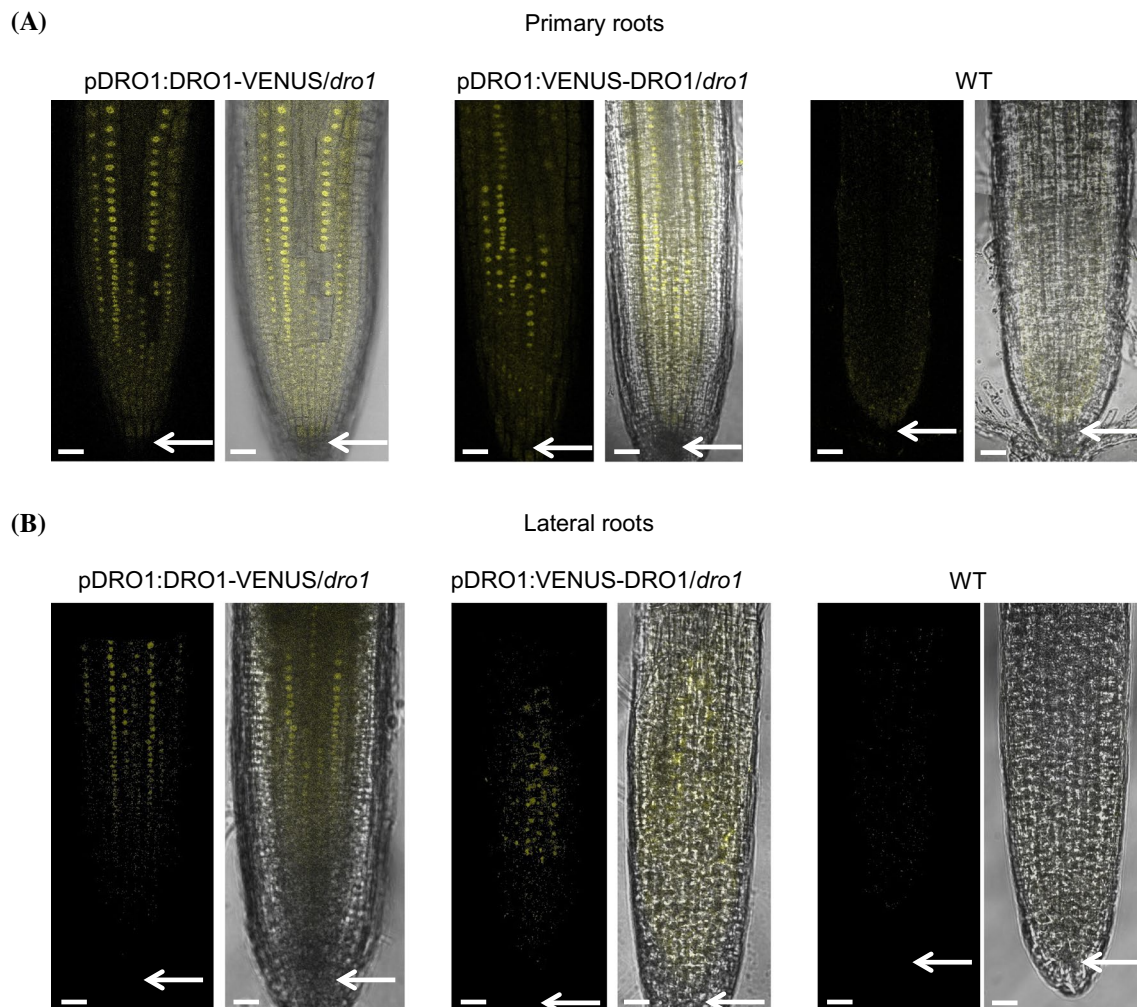 (A)
Primary roots
pDRO1:DRO1-VENUS/dro1
pDRO1:VENUS-DRO1/dro1
WT
(B)
Lateral roots
pDRO1:DRO1-VENUS/dro1
pDRO1:VENUS-DRO1/dro1
WT